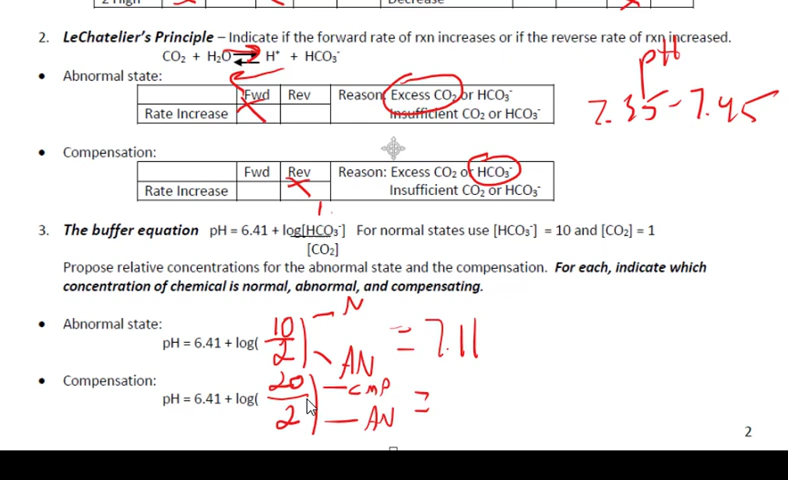 2 High Decrease
2. LeChatelier's Principle – Indicate if the forward rate of rxn increases or if the reverse rate of rxn increased.
CO₂ + H₂O ⇌ H⁺ + HCO₃⁻
pH
7.35-7.45
• Abnormal state:
Fwd Rev Reason: Excess CO₂ or HCO₃⁻
Rate Increase X Insufficient CO₂ or HCO₃⁻
• Compensation:
Fwd Rev Reason: Excess CO₂ or HCO₃⁻
Rate Increase X Insufficient CO₂ or HCO₃⁻
3. The buffer equation pH = 6.41 + log[HCO₃⁻] For normal states use [HCO₃⁻] = 10 and [CO₂] = 1
[CO₂]
Propose relative concentrations for the abnormal state and the compensation. For each, indicate which
concentration of chemical is normal, abnormal, and compensating.
• Abnormal state:
pH = 6.41 + log( 10 ) – N
2 AN = 7.11
• Compensation:
pH = 6.41 + log( 20 ) – CMP
2 – AN =
2